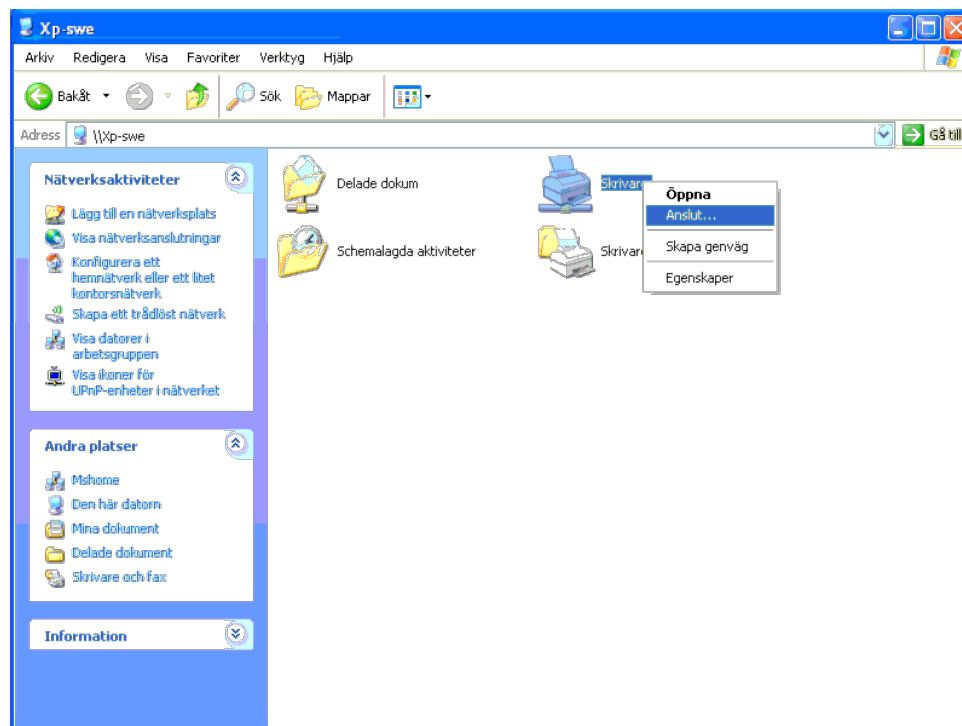 Xp-swe
Arkiv Redigera Visa Favoriter Verktyg Hjälp
Bakåt Sök Mappar
Adress \\Xp-swe Gå till
Nätverksaktiviteter
Lägg till en nätverksplats
Visa nätverksanslutningar
Konfigurera ett
hemnätverk eller ett litet
kontorsnätverk
Skapa ett trådlöst nätverk
Visa datorer i
arbetsgruppen
Visa ikoner för
UPnP-enheter i nätverket
Andra platser
Mshome
Den här datorn
Mina dokument
Delade dokument
Skrivare och fax
Information
Delade dokum
Skrivare
Schemalagda aktiviteter
Skrivar
Öppna
Anslut...
Skapa genväg
Egenskaper